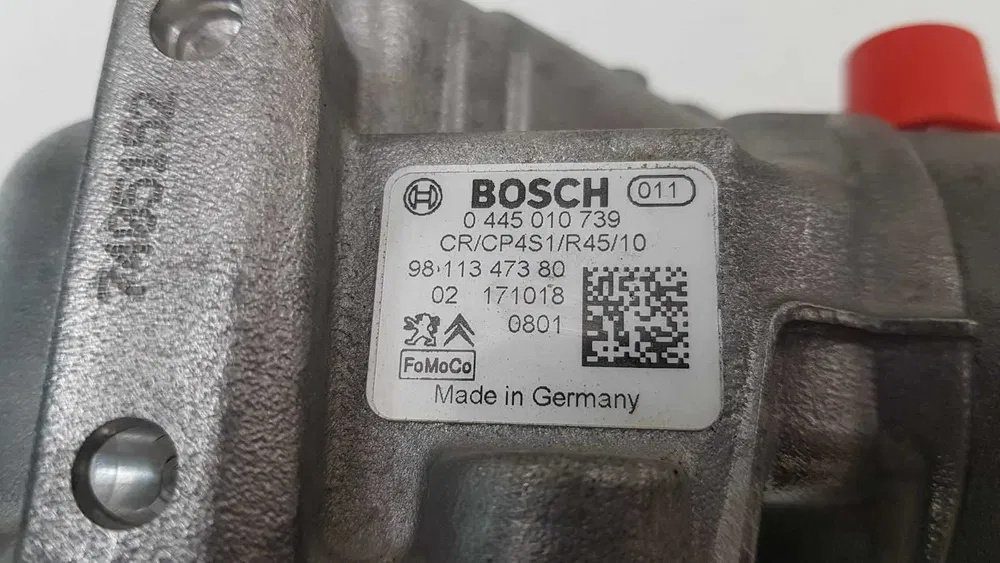 7485152
BOSCH 011
0 445 010 739
CR/CP4S1/R45/10
98 113 473 80
02 171018
0801
FoMoCo
Made in Germany